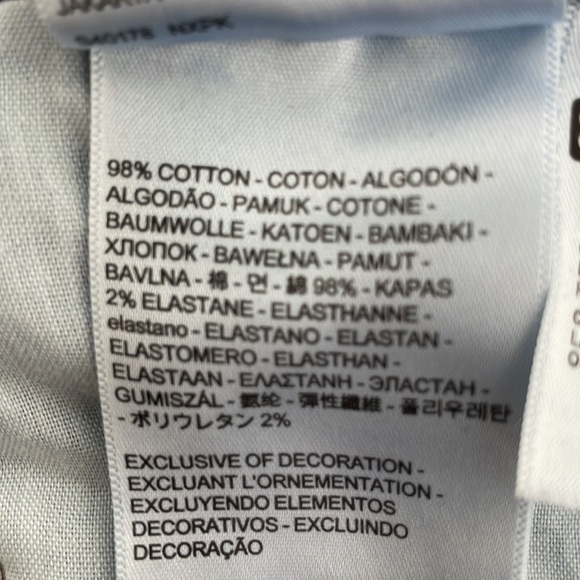 JAKART
S40178 NXPK
98% COTTON - COTON - ALGODÓN -
ALGODÃO - PAMUK - COTONE -
BAUMWOLLE - KATOEN - BAMBAKI -
ХЛОПОК - BAWEŁNA - PAMUT -
BAVLNA - 棉 - 면 - 綿 98% - KAPAS
2% ELASTANE - ELASTHANNE -
elastano - ELASTANO - ELASTAN -
ELASTOMERO - ELASTHAN -
ELASTAAN - ΕΛΑΣΤΑΝΗ - ЭЛАСТАН -
GUMISZÁL - 氨纶 - 彈性纖維 - 폴리우레탄
- ポリウレタン 2%
EXCLUSIVE OF DECORATION -
EXCLUANT L'ORNEMENTATION -
EXCLUYENDO ELEMENTOS
DECORATIVOS - EXCLUINDO
DECORAÇÃO